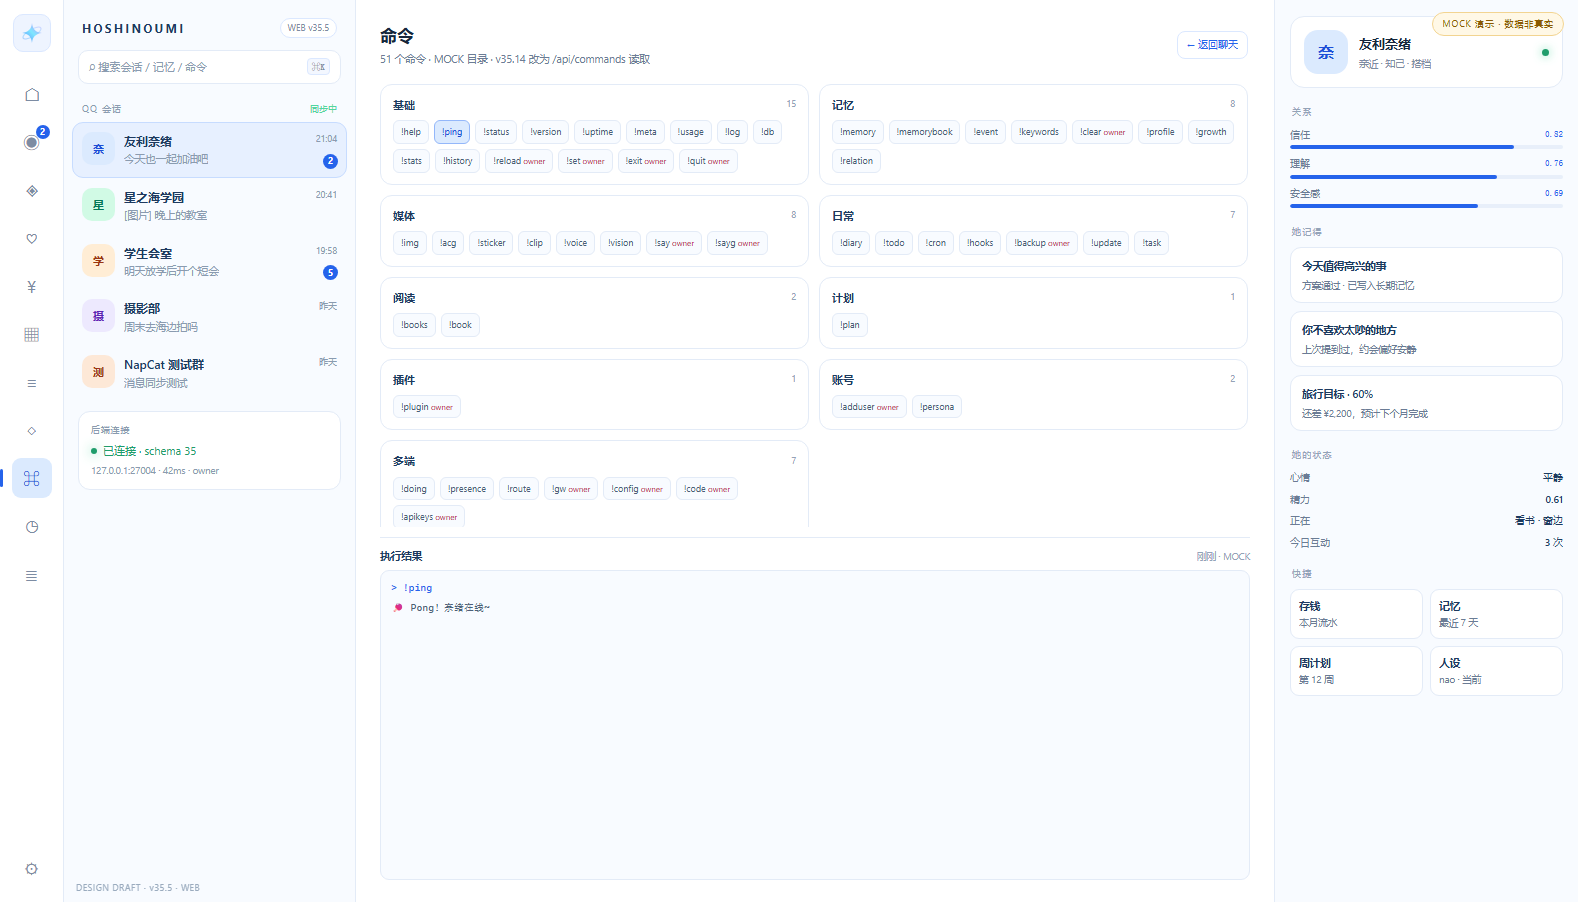 HOSHINOUMI
WEB v35.5
搜索会话 / 记忆 / 命令
⌘K
QQ 会话
同步中
奈
友利奈绪
21:04
今天也一起加油吧
2
星
星之海学园
20:41
[图片] 晚上的教室
学
学生会室
19:58
明天放学后开个短会
5
摄
摄影部
昨天
周末去海边拍吗
测
NapCat 测试群
昨天
消息同步测试
后端连接
已连接 · schema 35
127.0.0.1:27004 · 42ms · owner
DESIGN DRAFT · v35.5 · WEB
2
¥
命令
51 个命令 · MOCK 目录 · v35.14 改为 /api/commands 读取
← 返回聊天
基础
15
!help !ping !status !version !uptime !meta !usage !log !db
!stats !history !reload owner !set owner !exit owner !quit owner
记忆
8
!memory !memorybook !event !keywords !clear owner !profile !growth
!relation
媒体
8
!img !acg !sticker !clip !voice !vision !say owner !sayg owner
日常
7
!diary !todo !cron !hooks !backup owner !update !task
阅读
2
!books !book
计划
1
!plan
插件
1
!plugin owner
账号
2
!adduser owner !persona
多端
7
!doing !presence !route !gw owner !config owner !code owner
!apikeys owner
执行结果
刚刚 · MOCK
> !ping
Pong! 奈绪在线~
MOCK 演示 · 数据非真实
奈
友利奈绪
亲近 · 知己 · 搭档
关系
信任
0.82
理解
0.76
安全感
0.69
她记得
今天值得高兴的事
方案通过 · 已写入长期记忆
你不喜欢太吵的地方
上次提到过，约会偏好安静
旅行目标 · 60%
还差 ¥2,200，预计下个月完成
她的状态
心情
平静
精力
0.61
正在
看书 · 窗边
今日互动
3 次
快捷
存钱
本月流水
记忆
最近 7 天
周计划
第 12 周
人设
nao · 当前